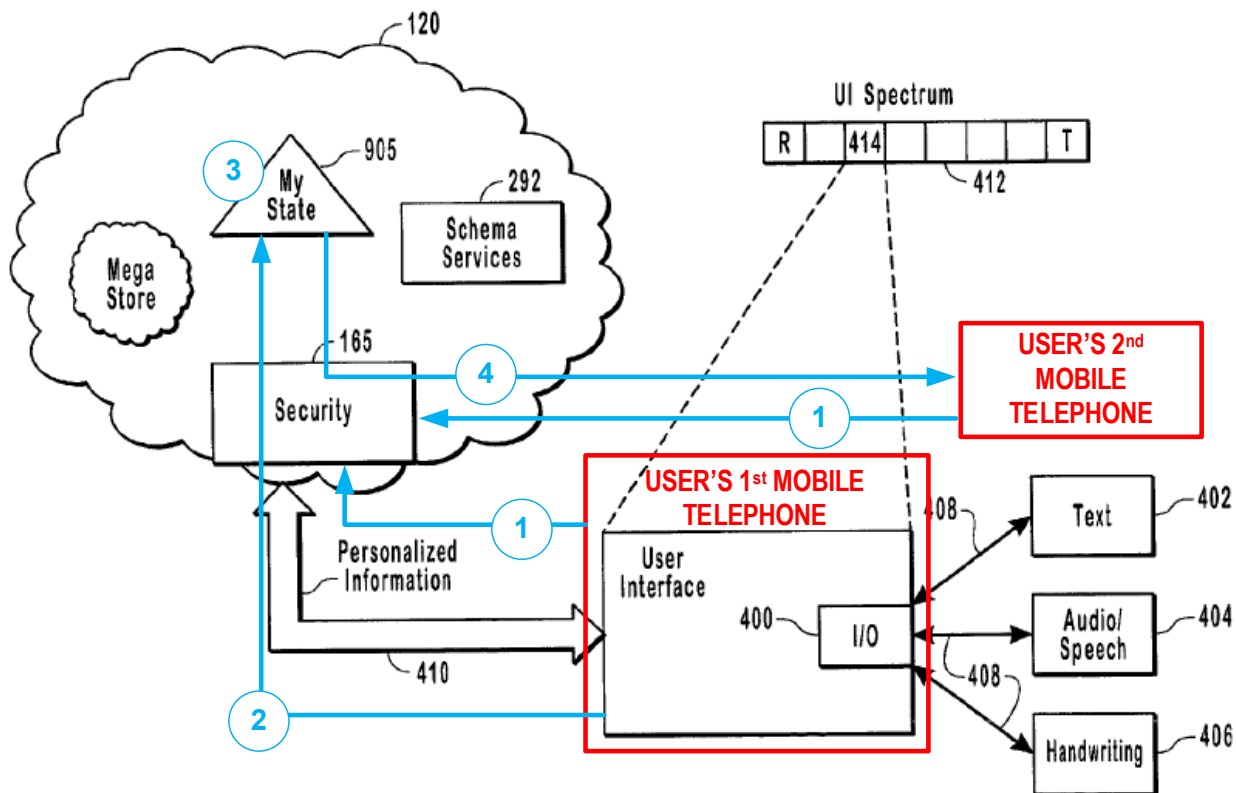 120
UI Spectrum
R
414
T
412
3
905
My
State
292
Schema
Services
Mega
Store
165
Security
4
USER'S 2nd
MOBILE
TELEPHONE
1
USER'S 1st MOBILE
TELEPHONE
1
Personalized
Information
User
Interface
400
I/O
408
Text
402
Audio/
Speech
404
408
410
2
Handwriting
406